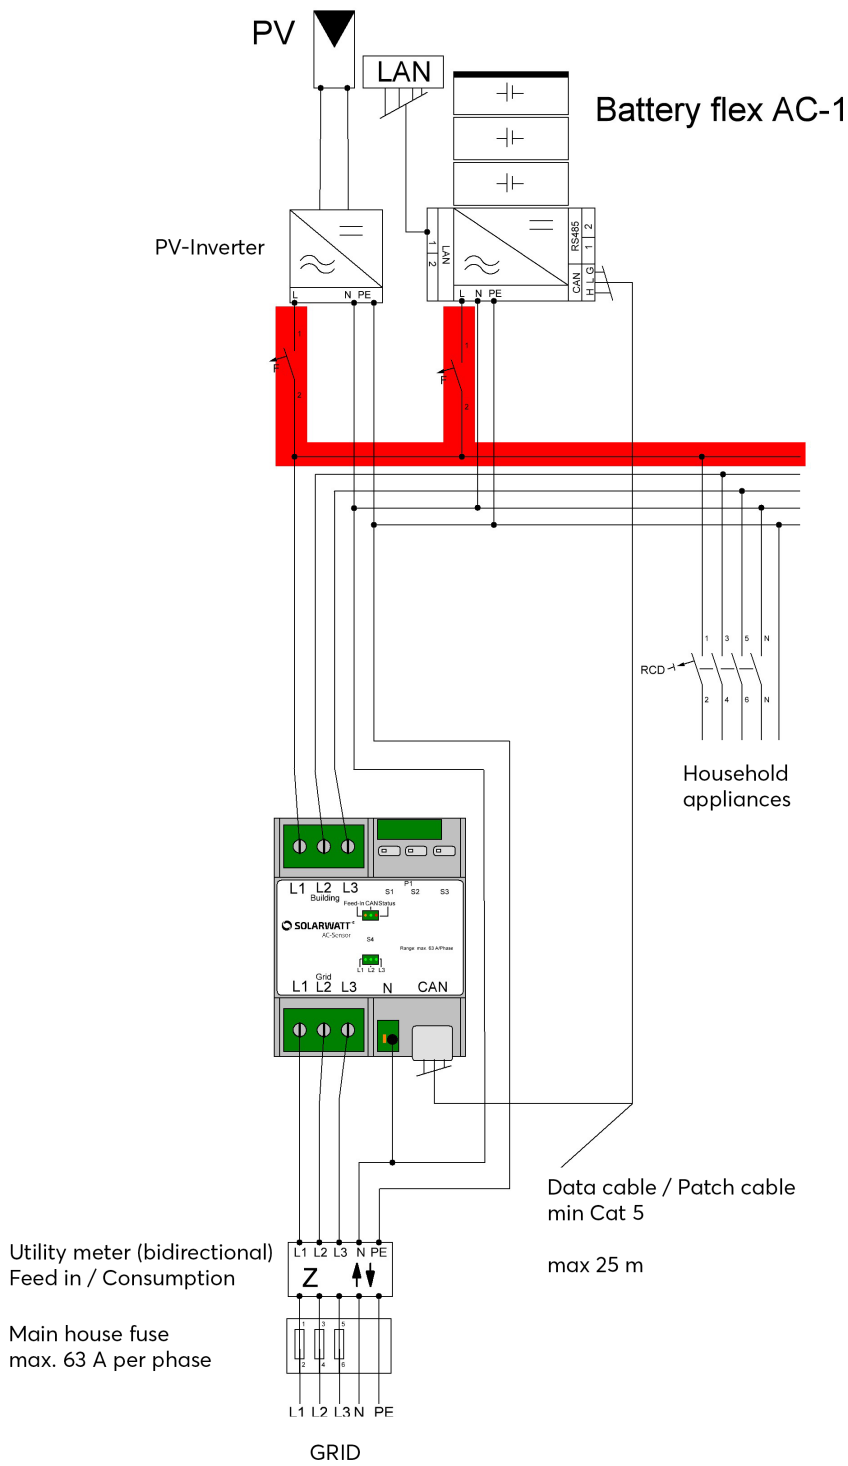 PV
LAN
Battery flex AC-1
PV-Inverter
L N PE
1
2
LAN
RS485
1 2
CAN
H L G
L N PE
1
F
2
1
F
2
1 3 5 N
RCD
2 4 6 N
Household
appliances
L1 L2 L3
Building
P1
S1 S2 S3
Feed-In CAN Status
SOLARWATT
AC-Sensor
S4
Range: max. 63 A/Phase
L1 L2 L3
Grid
L1 L2 L3 N CAN
Data cable / Patch cable
min Cat 5
max 25 m
Utility meter (bidirectional)
Feed in / Consumption
L1 L2 L3 N PE
Z
Main house fuse
max. 63 A per phase
1 3 5
2 4 6
L1 L2 L3 N PE
GRID